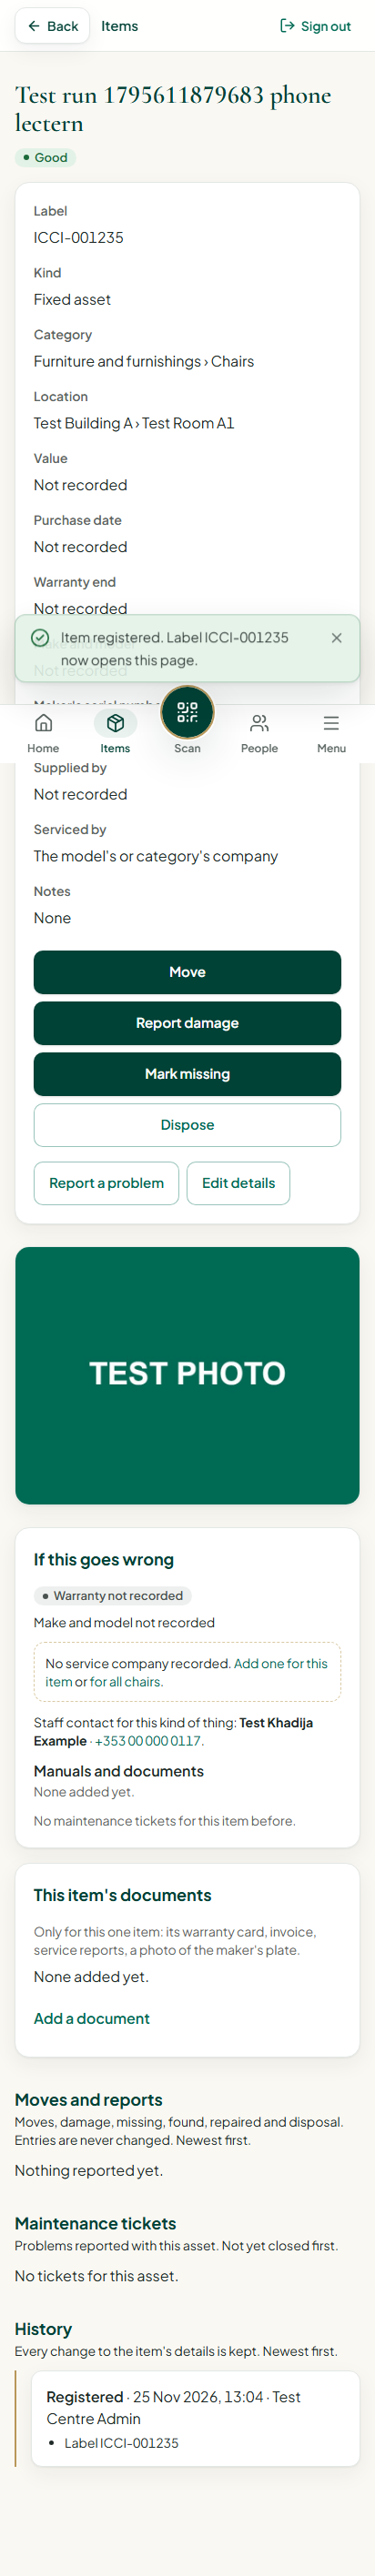 Back
Items
Sign out
Test run 1795611879683 phone
lectern
Good
Label
ICCI-001235
Kind
Fixed asset
Category
Furniture and furnishings › Chairs
Location
Test Building A › Test Room A1
Value
Not recorded
Purchase date
Not recorded
Warranty end
Not recorded
Item registered. Label ICCI-001235
now opens this page.
Not recorded
Home
Items
Scan
People
Menu
Supplied by
Not recorded
Serviced by
The model's or category's company
Notes
None
Move
Report damage
Mark missing
Dispose
Report a problem
Edit details
TEST PHOTO
If this goes wrong
Warranty not recorded
Make and model not recorded
No service company recorded. Add one for this
item or for all chairs.
Staff contact for this kind of thing: Test Khadija
Example · +353 00 000 0117.
Manuals and documents
None added yet.
No maintenance tickets for this item before.
This item's documents
Only for this one item: its warranty card, invoice,
service reports, a photo of the maker's plate.
None added yet.
Add a document
Moves and reports
Moves, damage, missing, found, repaired and disposal.
Entries are never changed. Newest first.
Nothing reported yet.
Maintenance tickets
Problems reported with this asset. Not yet closed first.
No tickets for this asset.
History
Every change to the item's details is kept. Newest first.
Registered · 25 Nov 2026, 13:04 · Test
Centre Admin
Label ICCI-001235